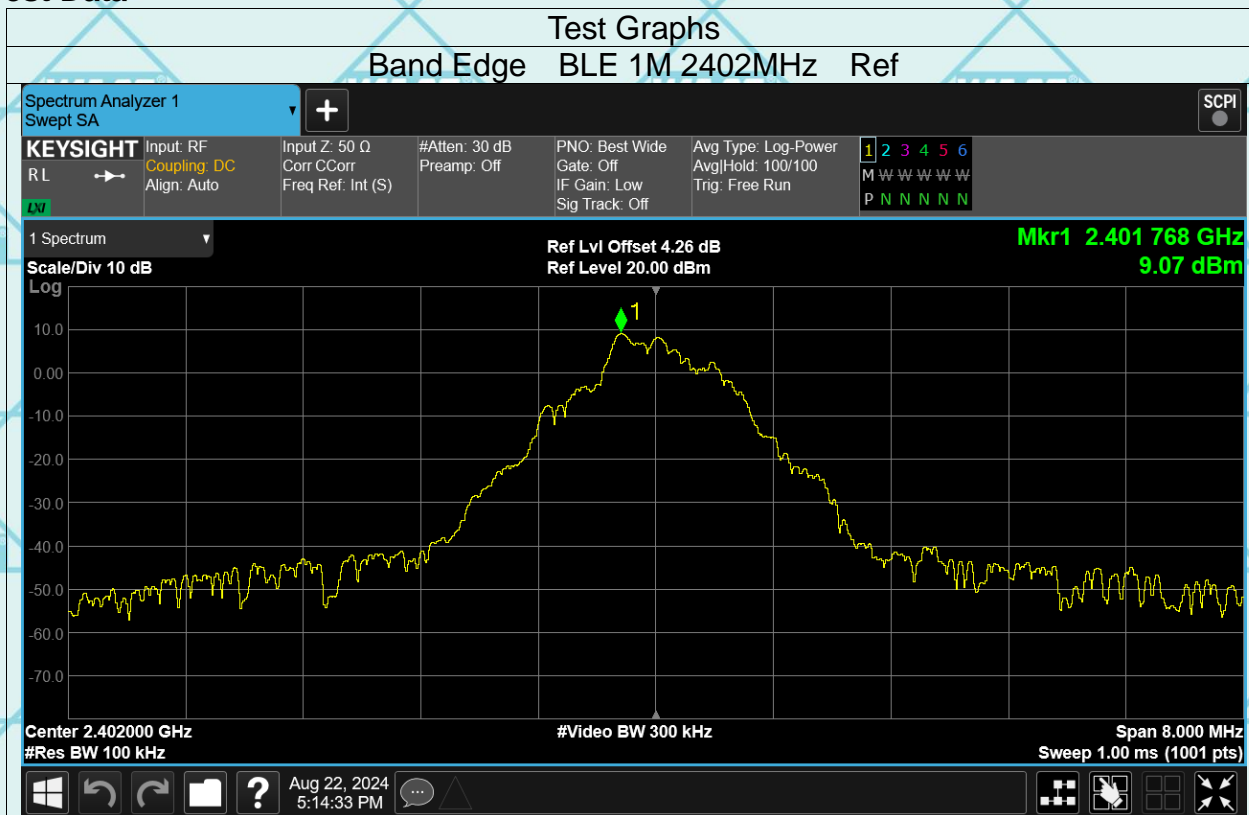 Test Graphs
Band Edge BLE 1M 2402MHz Ref
Spectrum Analyzer 1
Swept SA
+
SCPI
KEYSIGHT
RL
LXI
Input: RF
Coupling: DC
Align: Auto
Input Z: 50 Ω
Corr CCorr
Freq Ref: Int (S)
#Atten: 30 dB
Preamp: Off
PNO: Best Wide
Gate: Off
IF Gain: Low
Sig Track: Off
Avg Type: Log-Power
Avg|Hold: 100/100
Trig: Free Run
1 2 3 4 5 6
M W W W W W
P N N N N N
1 Spectrum
Scale/Div 10 dB
Ref Lvl Offset 4.26 dB
Ref Level 20.00 dBm
Mkr1 2.401 768 GHz
9.07 dBm
Log
1
10.0
0.00
-10.0
-20.0
-30.0
-40.0
-50.0
-60.0
-70.0
Center 2.402000 GHz
#Res BW 100 kHz
#Video BW 300 kHz
Span 8.000 MHz
Sweep 1.00 ms (1001 pts)
?
Aug 22, 2024
5:14:33 PM